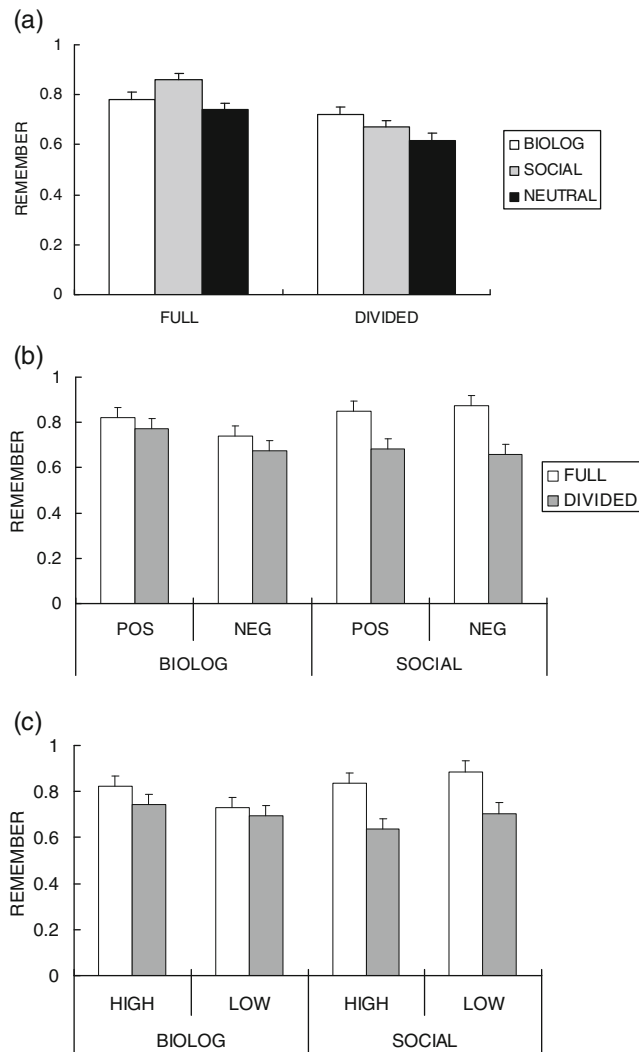 (a)
1
0.8
0.6
0.4
0.2
0
REMEMBER
FULL DIVIDED
BIOLOG
SOCIAL
NEUTRAL
(b)
1
0.8
0.6
0.4
0.2
0
REMEMBER
POS NEG POS NEG
BIOLOG SOCIAL
FULL
DIVIDED
(c)
1
0.8
0.6
0.4
0.2
0
REMEMBER
HIGH LOW HIGH LOW
BIOLOG SOCIAL